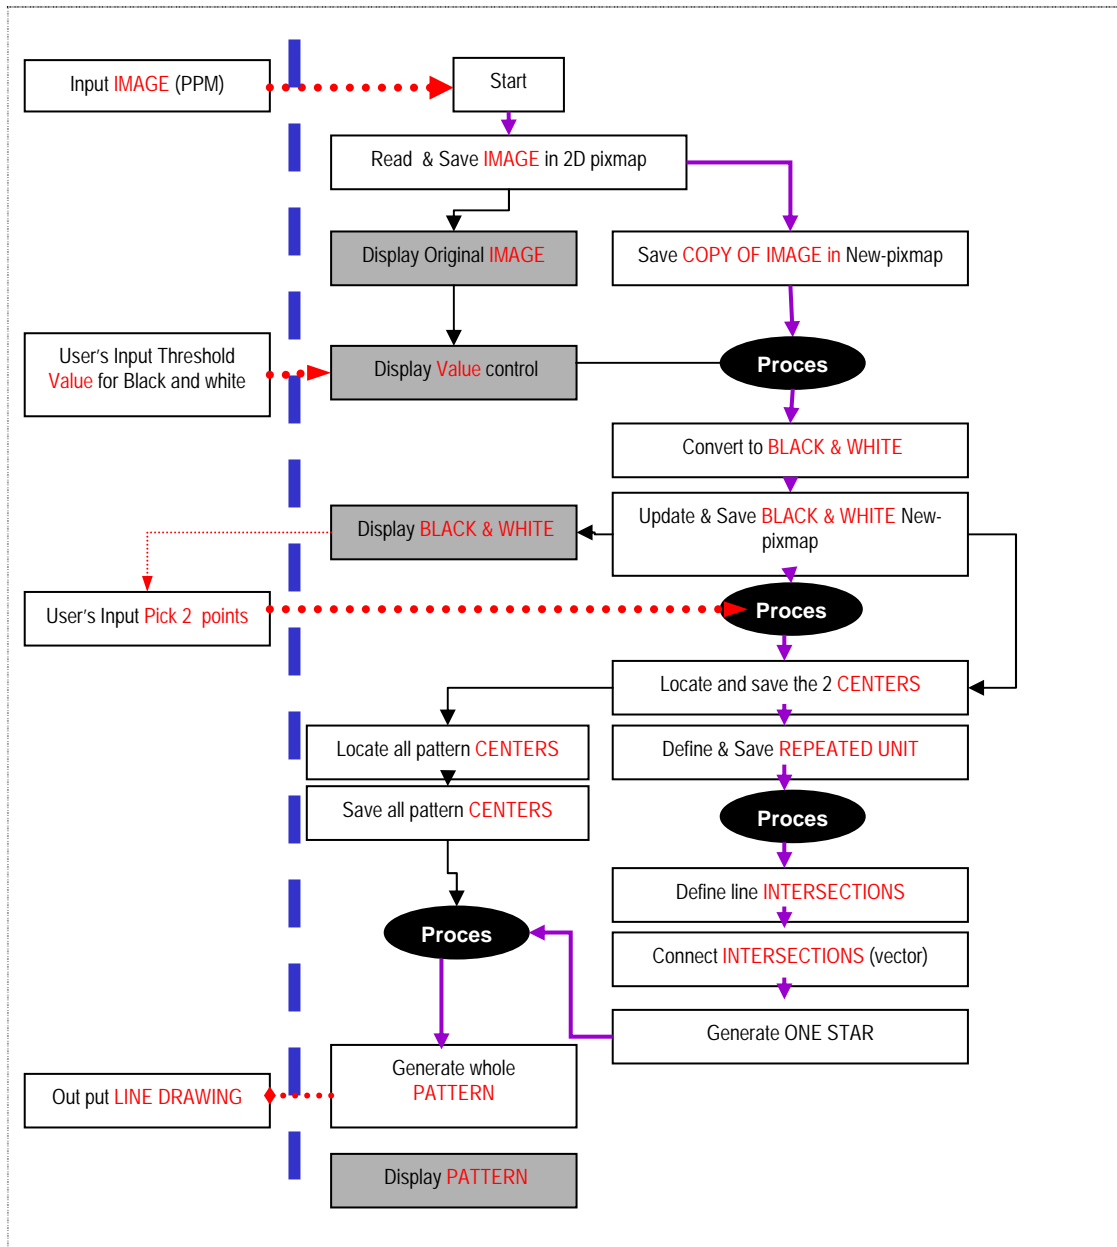 Input IMAGE (PPM)
Start
Read & Save IMAGE in 2D pixmap
Display Original IMAGE
Save COPY OF IMAGE in New-pixmap
User's Input Threshold
Value for Black and white
Display Value control
Proces
Convert to BLACK & WHITE
Display BLACK & WHITE
Update & Save BLACK & WHITE New-
pixmap
User's Input Pick 2 points
Proces
Locate and save the 2 CENTERS
Locate all pattern CENTERS
Define & Save REPEATED UNIT
Save all pattern CENTERS
Proces
Define line INTERSECTIONS
Proces
Connect INTERSECTIONS (vector)
Generate ONE STAR
Generate whole
PATTERN
Out put LINE DRAWING
Display PATTERN